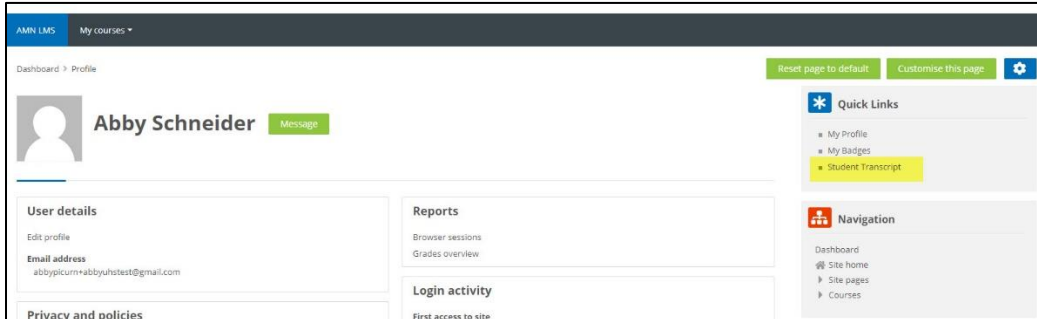 AMN LMS My courses
Dashboard > Profile
Reset page to default Customise this page
Abby Schneider Message
Quick Links
My Profile
My Badges
Student Transcript
User details
Edit profile
Email address
abbypicurn+abbyuhstest@gmail.com
Privacy and policies
Reports
Browser sessions
Grades overview
Login activity
First access to site
Navigation
Dashboard
Site home
Site pages
Courses